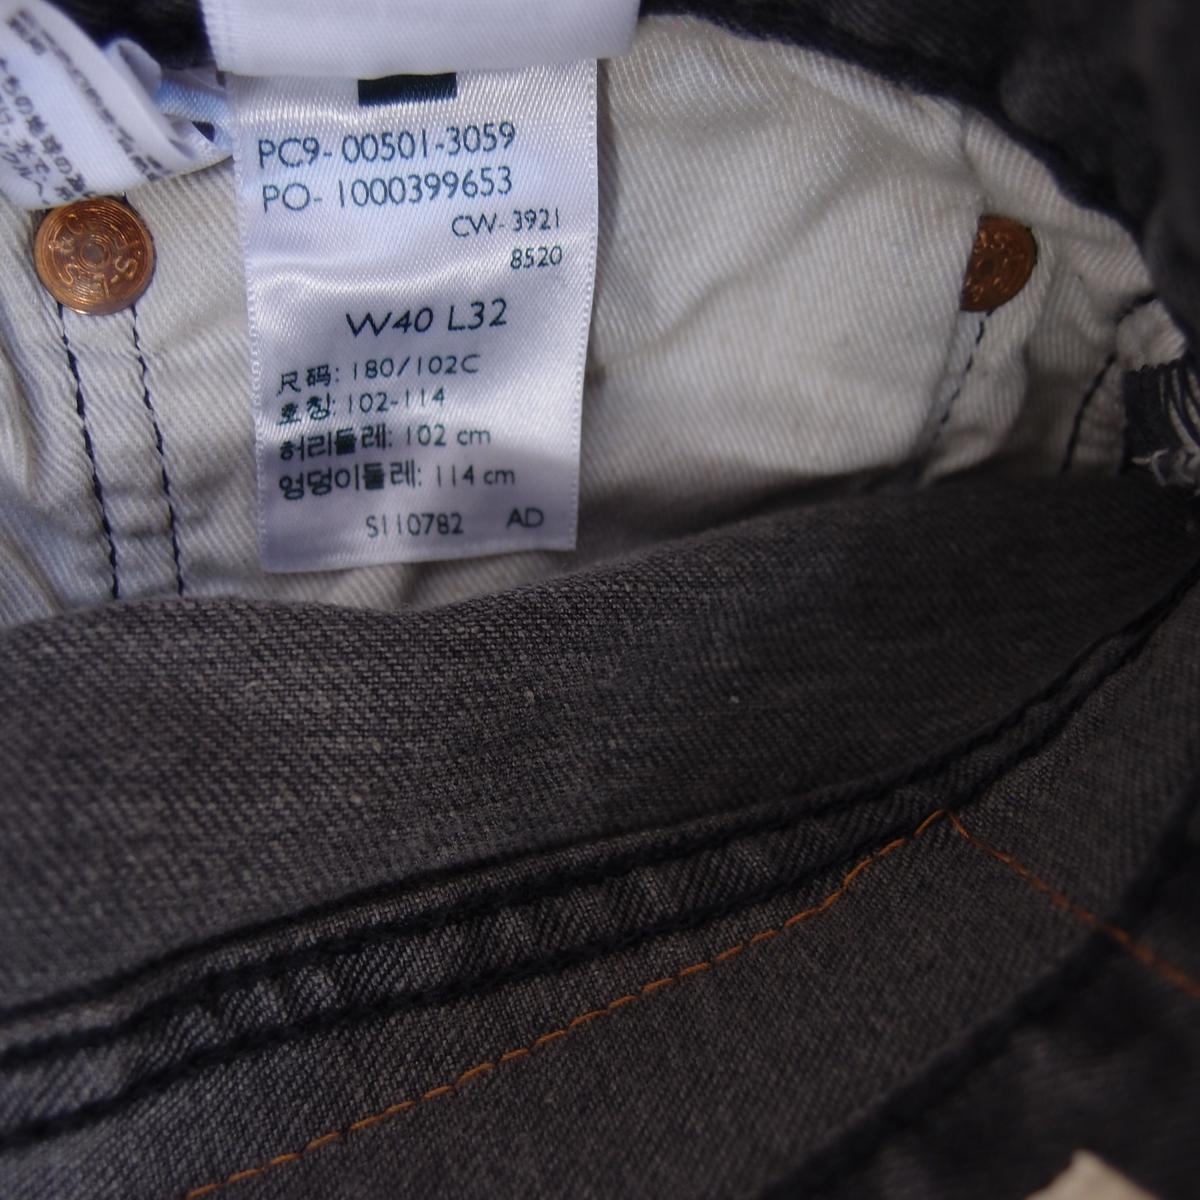 PC9- 00501-3059
PO- 1000399653
CW- 3921
8520
W40 L32
尺码: 180/102C
호칭: 102-114
허리둘레: 102 cm
엉덩이둘레: 114 cm
S110782 AD